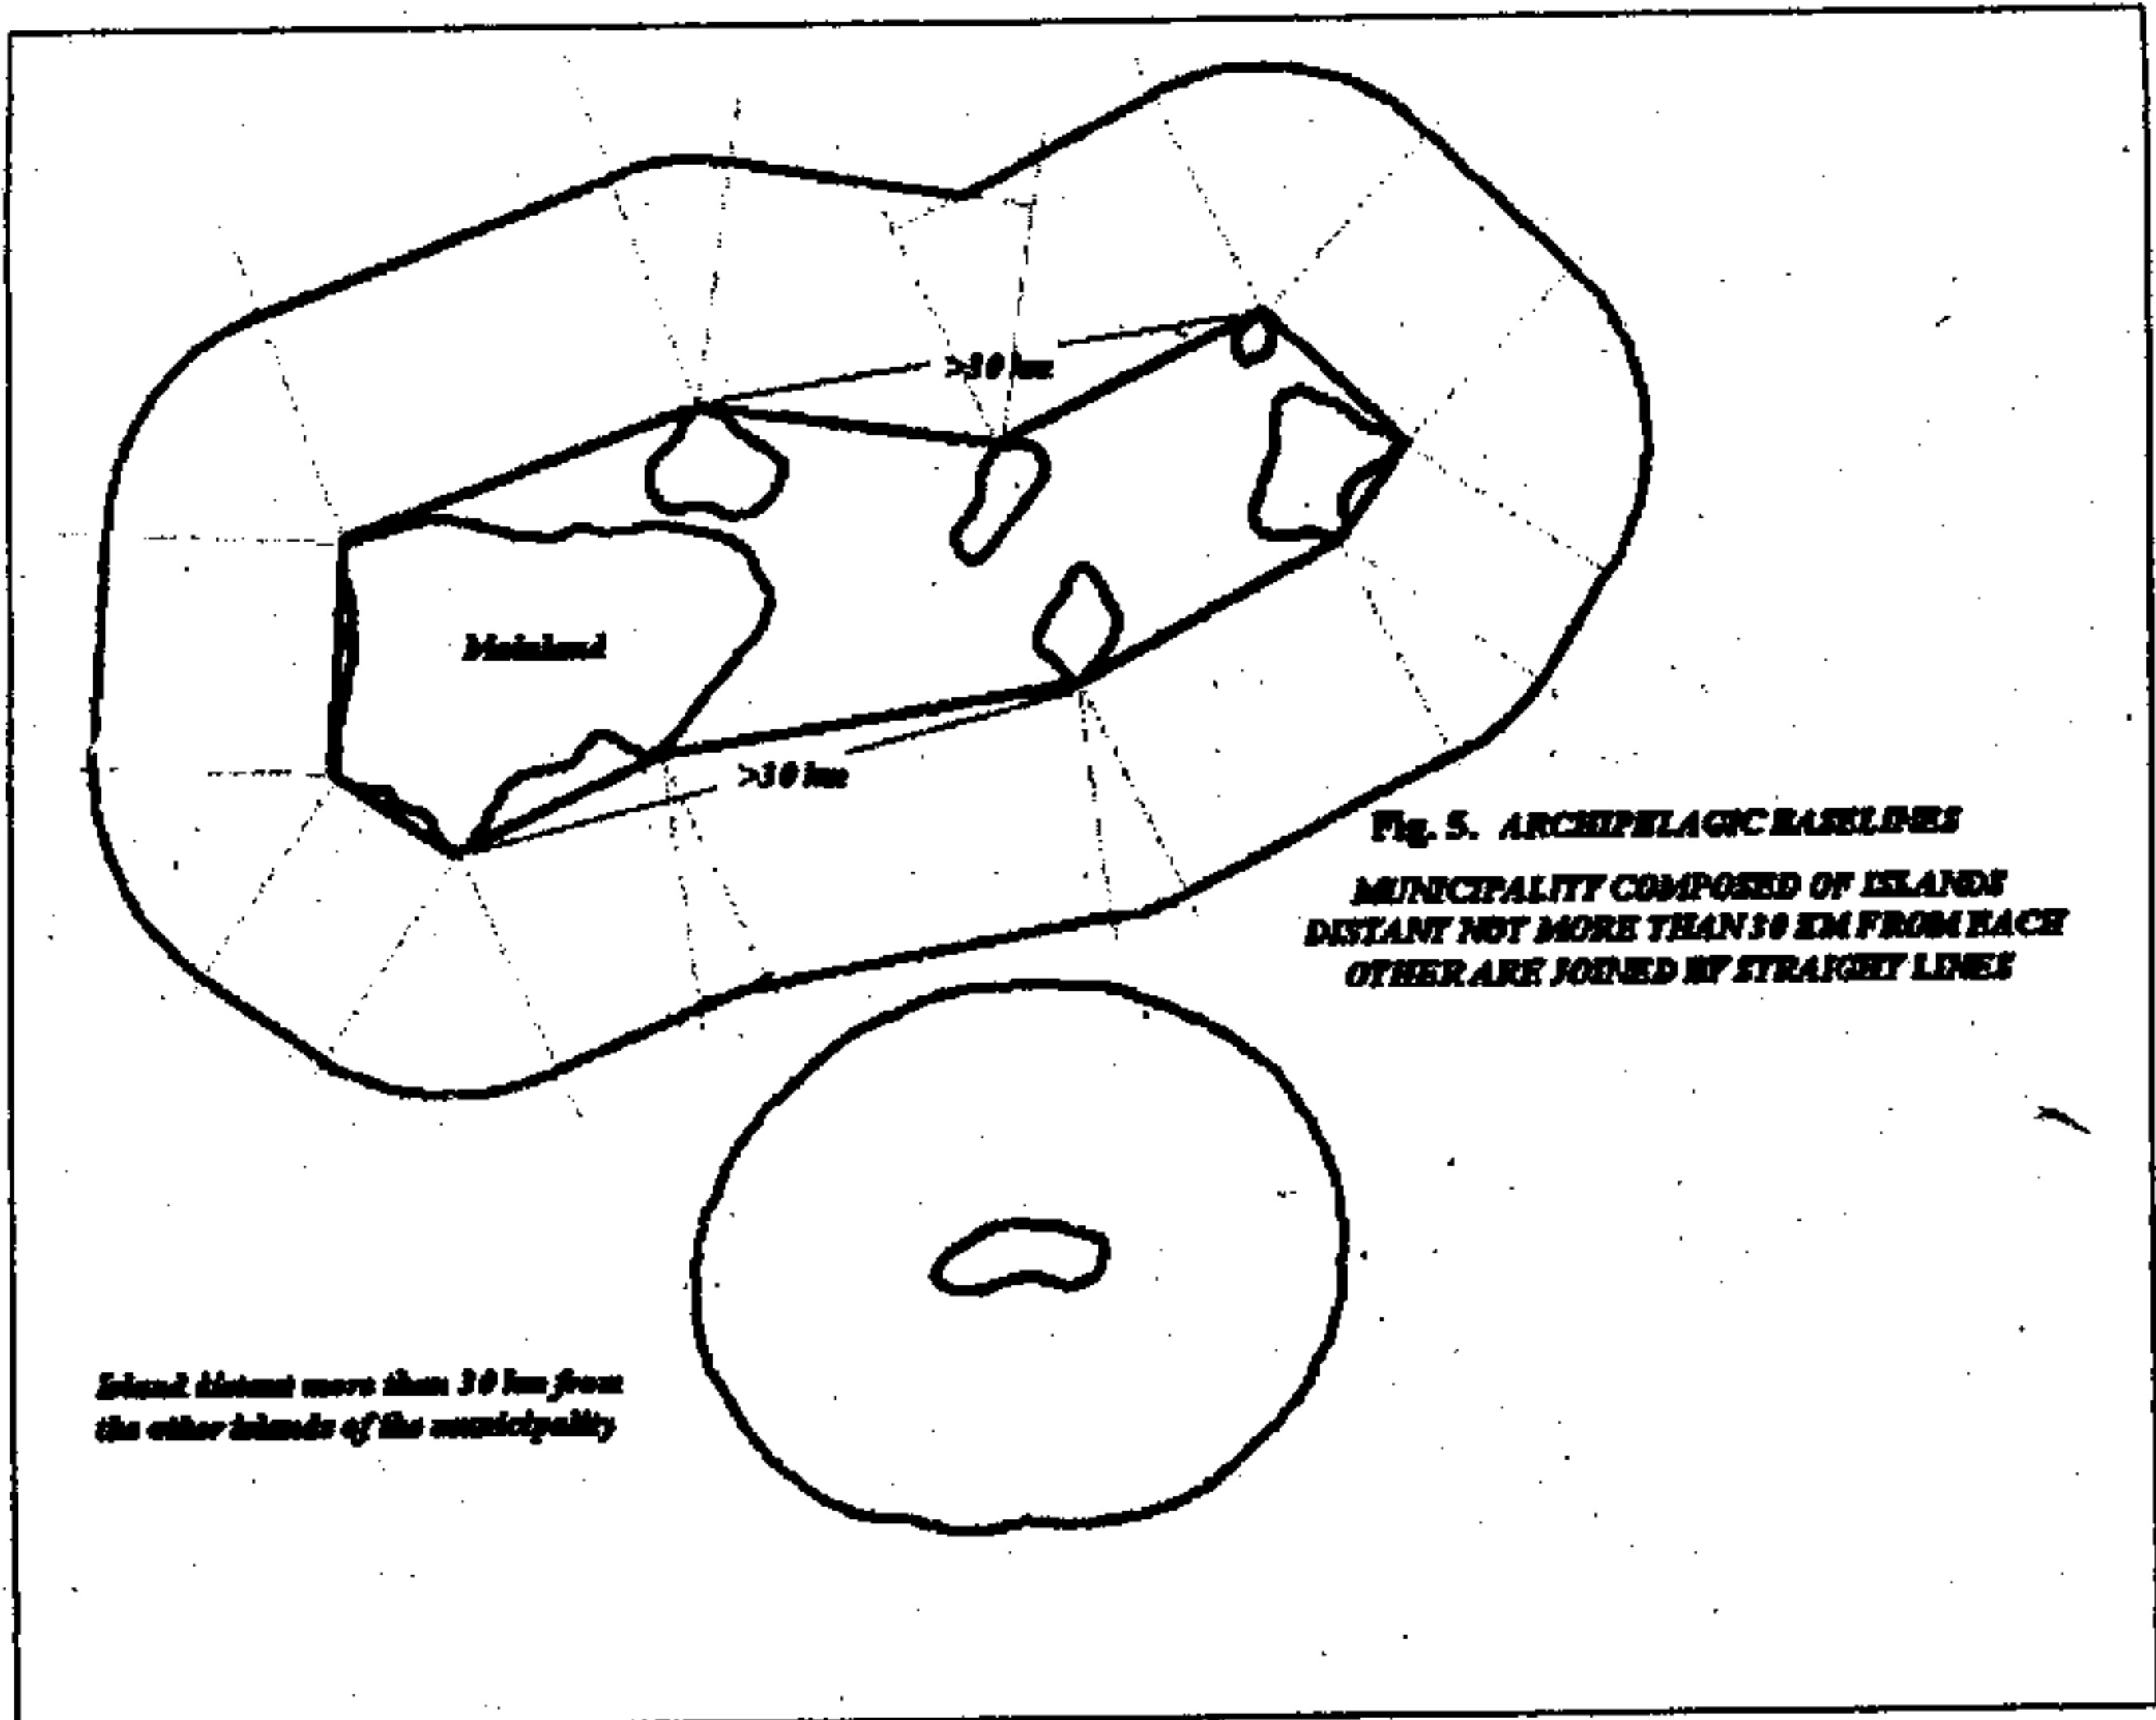 >30 km
Mainland
>30 km
Fig. 5. ARCHIPELAGIC BASELINES
MUNICIPALITY COMPOSED OF ISLANDS
DISTANT NOT MORE THAN 30 KM FROM EACH
OTHER ARE JOINED BY STRAIGHT LINES
Island distant more than 30 km from
the other islands of the municipality